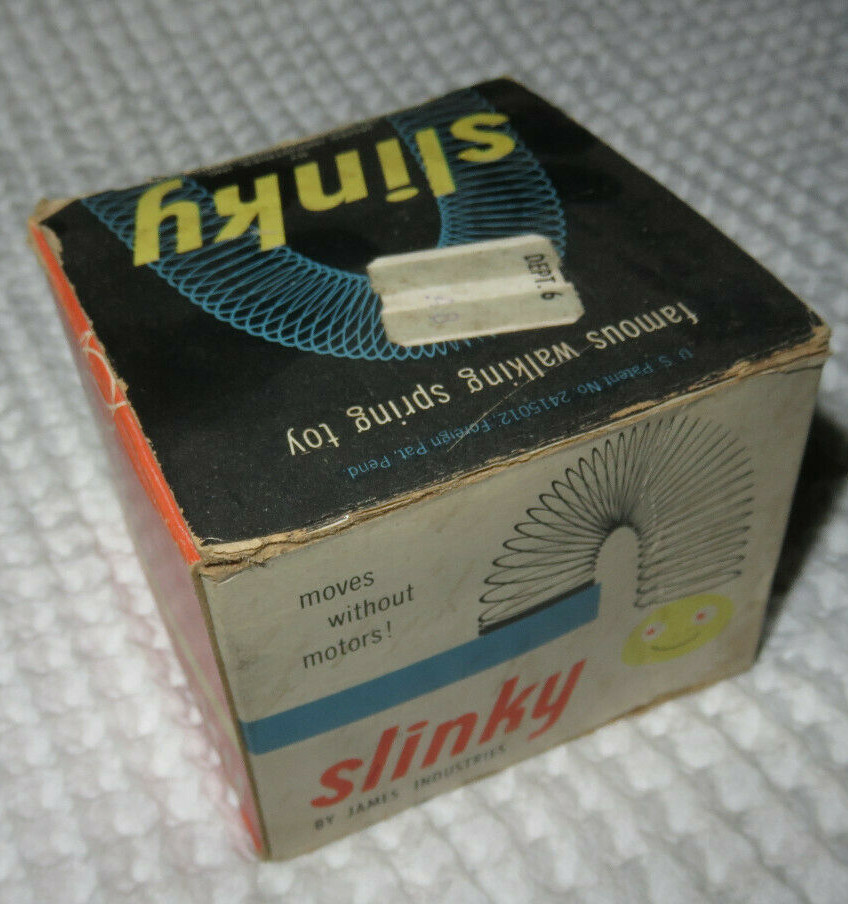 slinky
DEPT. 6
famous walking spring toy
U.S. Patent No. 2415012, Foreign Pat. Pend.
moves
without
motors!
slinky
BY JAMES INDUSTRIES